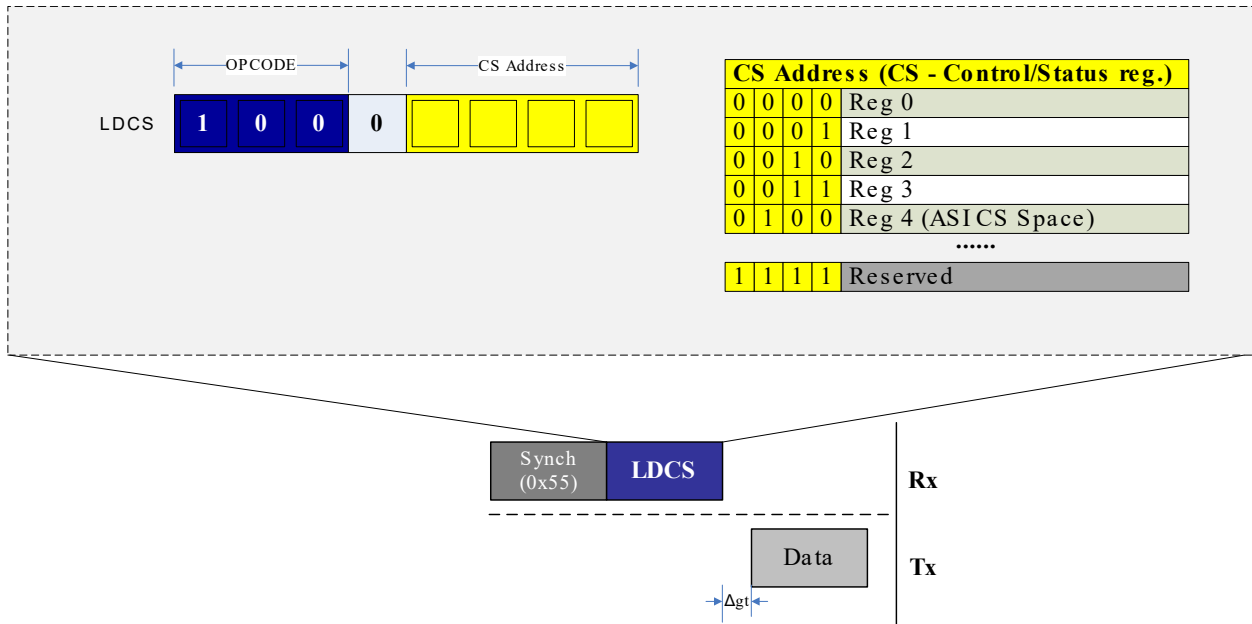 OPCODE
CS Address
LDCS
1 0 0 0
CS Address (CS - Control/Status reg.)
0 0 0 0 Reg 0
0 0 0 1 Reg 1
0 0 1 0 Reg 2
0 0 1 1 Reg 3
0 1 0 0 Reg 4 (ASICS Space)
......
1 1 1 1 Reserved
Synch
(0x55)
LDCS
Rx
Data
Tx
Δgt